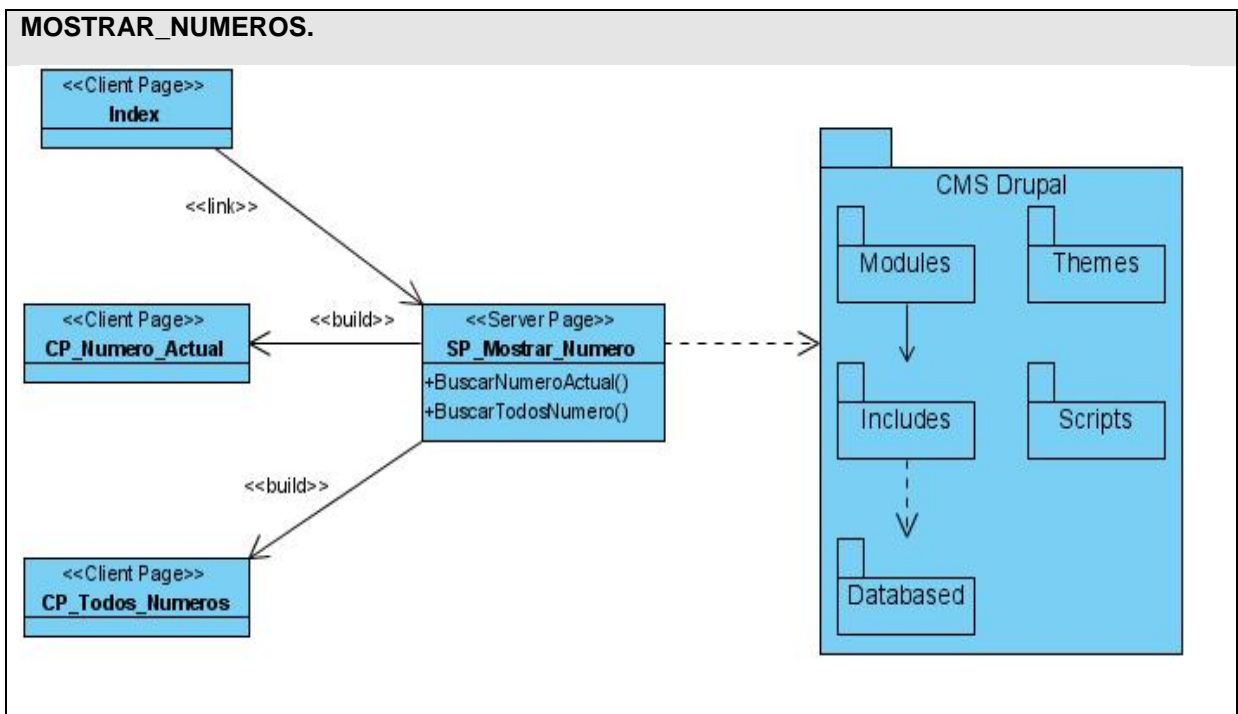 MOSTRAR_NUMEROS.
<<Client Page>>
Index
<<link>>
<<Client Page>>
CP_Numero_Actual
<<build>>
<<Server Page>>
SP_Mostrar_Numero
+BuscarNumeroActual()
+BuscarTodosNumero()
<<build>>
<<Client Page>>
CP_Todos_Numeros
CMS Drupal
Modules
Themes
Includes
Scripts
Databased